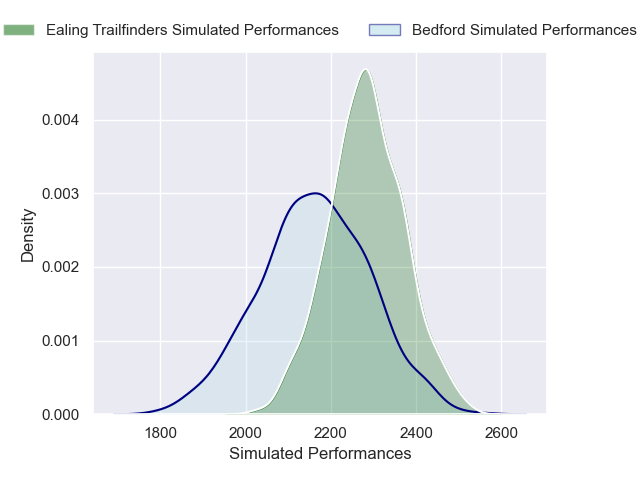 Ealing Trailfinders Simulated Performances
Bedford Simulated Performances
0.004
0.003
0.002
0.001
0.000
Density
1800
2000
2200
2400
2600
Simulated Performances